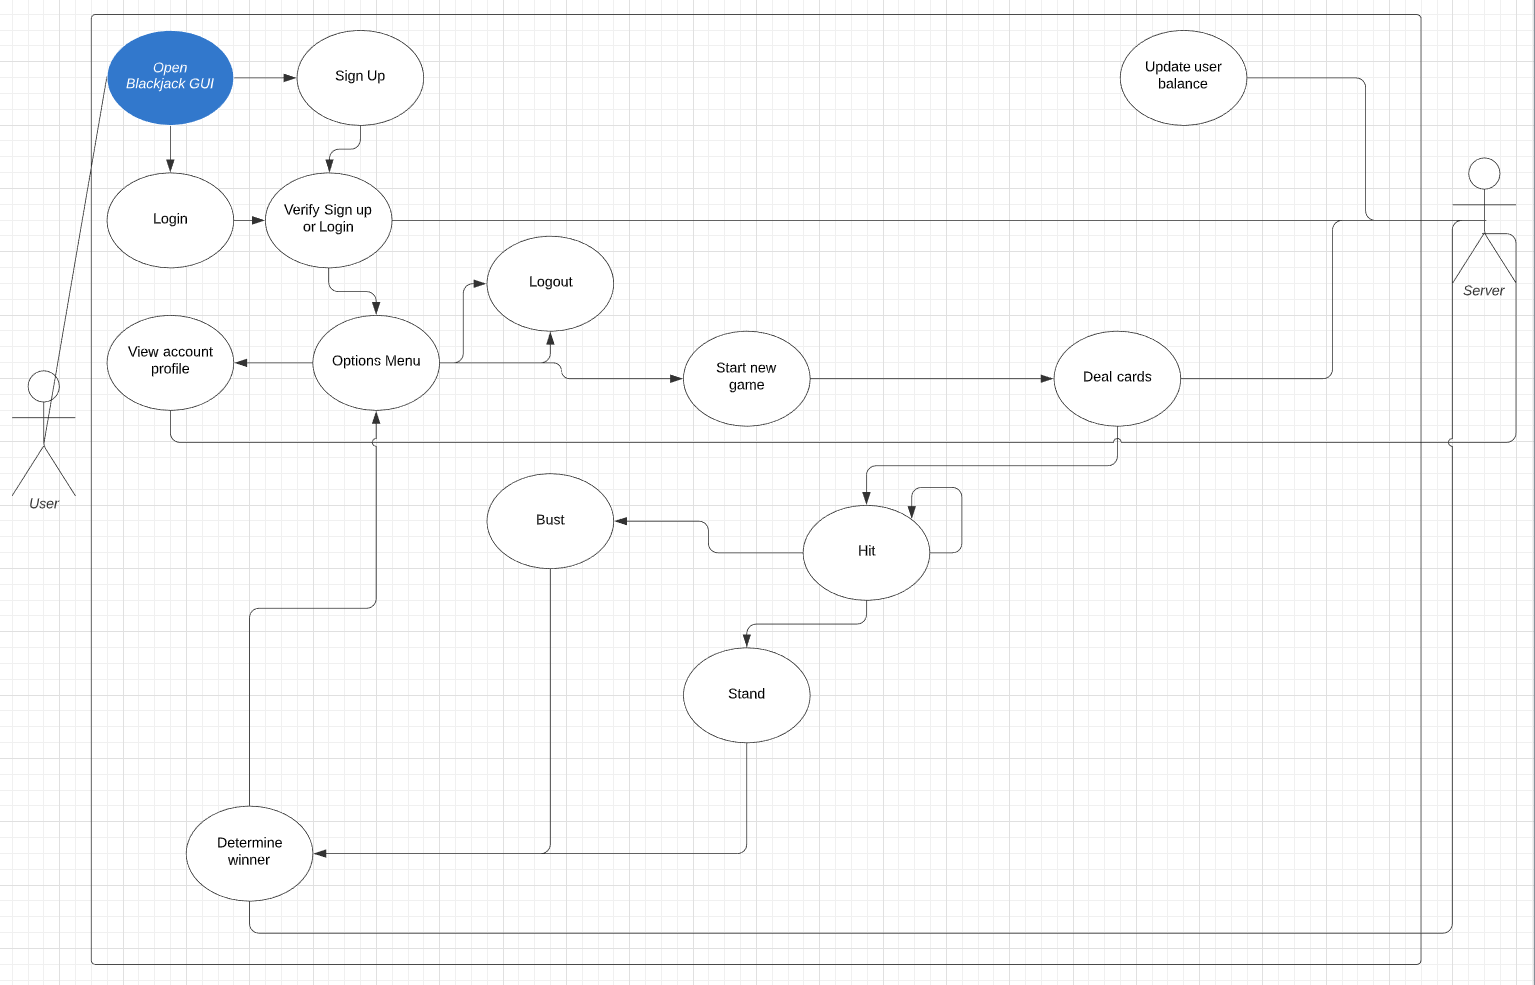 Open
Blackjack GUI
Sign Up
Update user
balance
Login
Verify Sign up
or Login
Logout
Server
View account
profile
Options Menu
Start new
game
Deal cards
User
Bust
Hit
Stand
Determine
winner